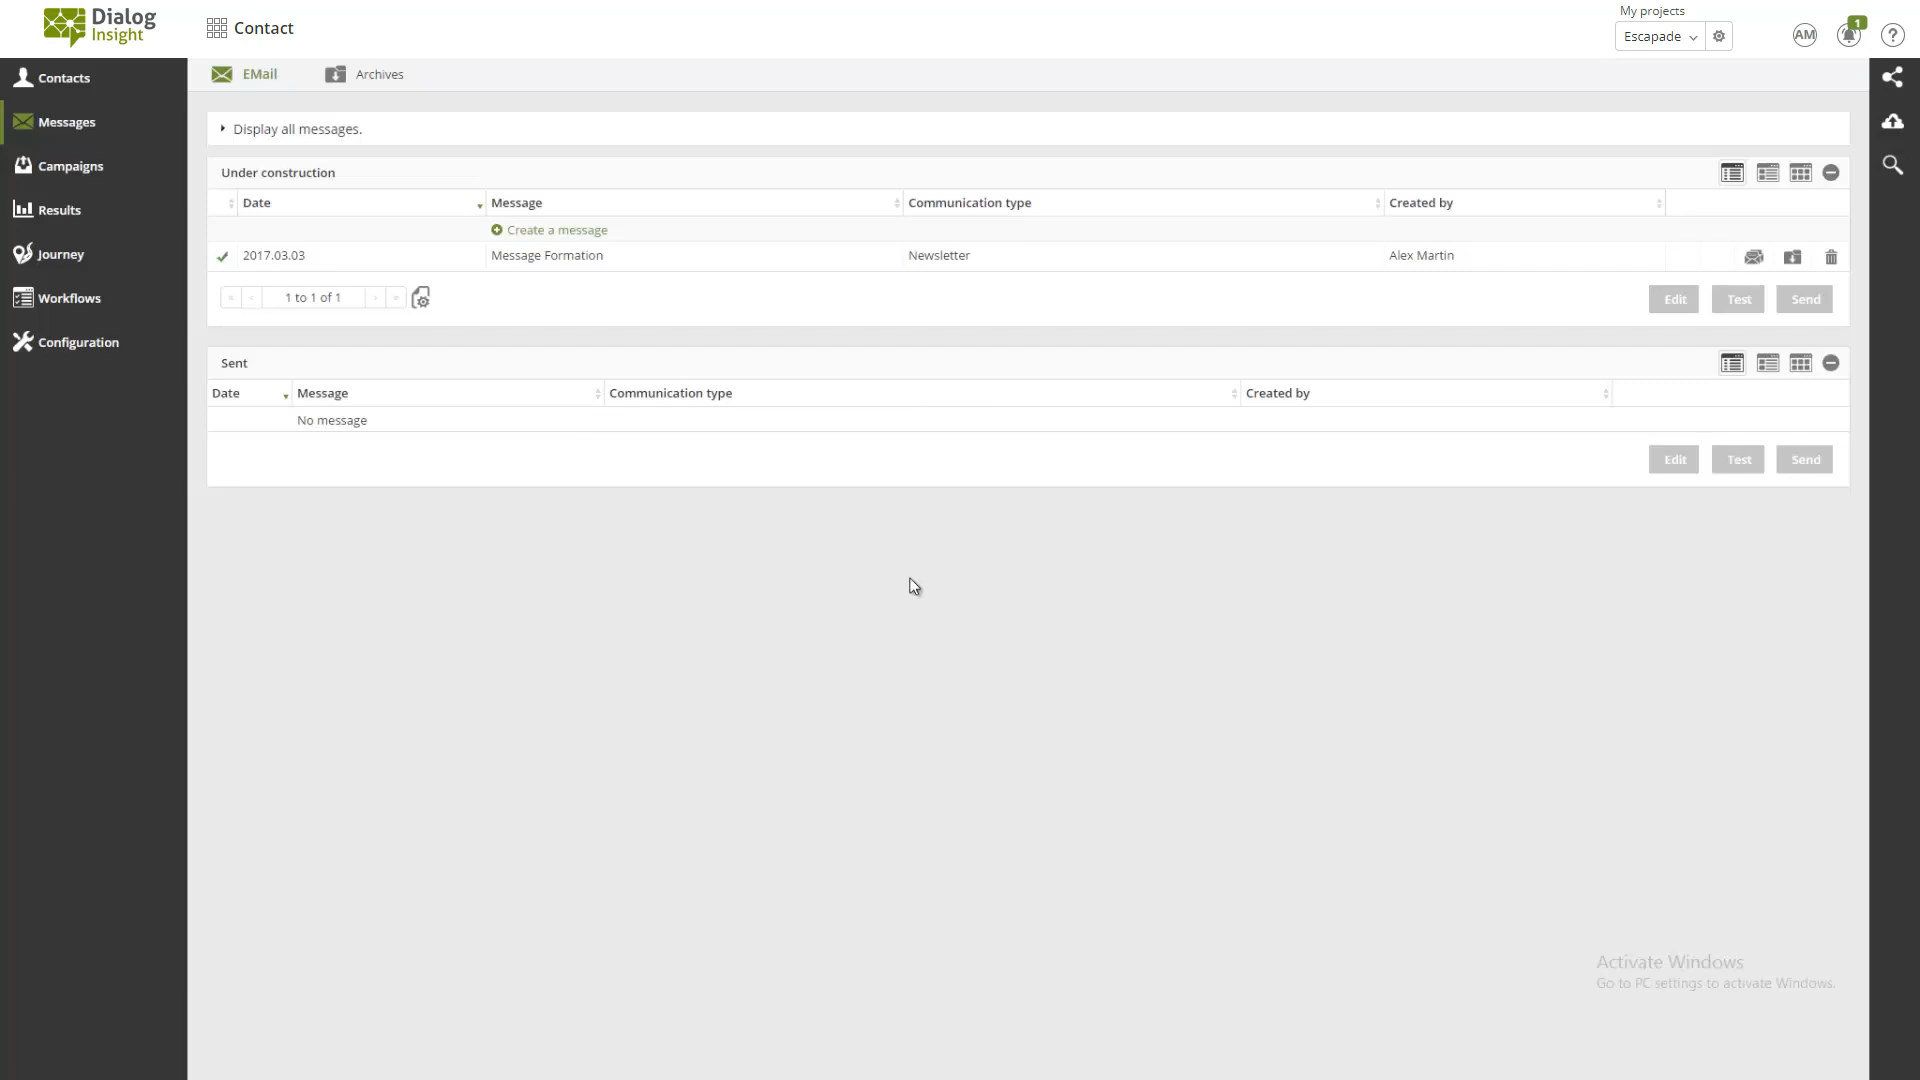 Dialog
Insight
Contact
My projects
Escapade
AM
1
?
Contacts
Messages
Campaigns
Results
Journey
Workflows
Configuration
EMail
Archives
Display all messages.
Under construction
Date Message Communication type Created by
Create a message
2017.03.03 Message Formation Newsletter Alex Martin
« < 1 to 1 of 1 > »
Edit Test Send
Sent
Date Message Communication type Created by
No message
Edit Test Send
Activate Windows
Go to PC settings to activate Windows.